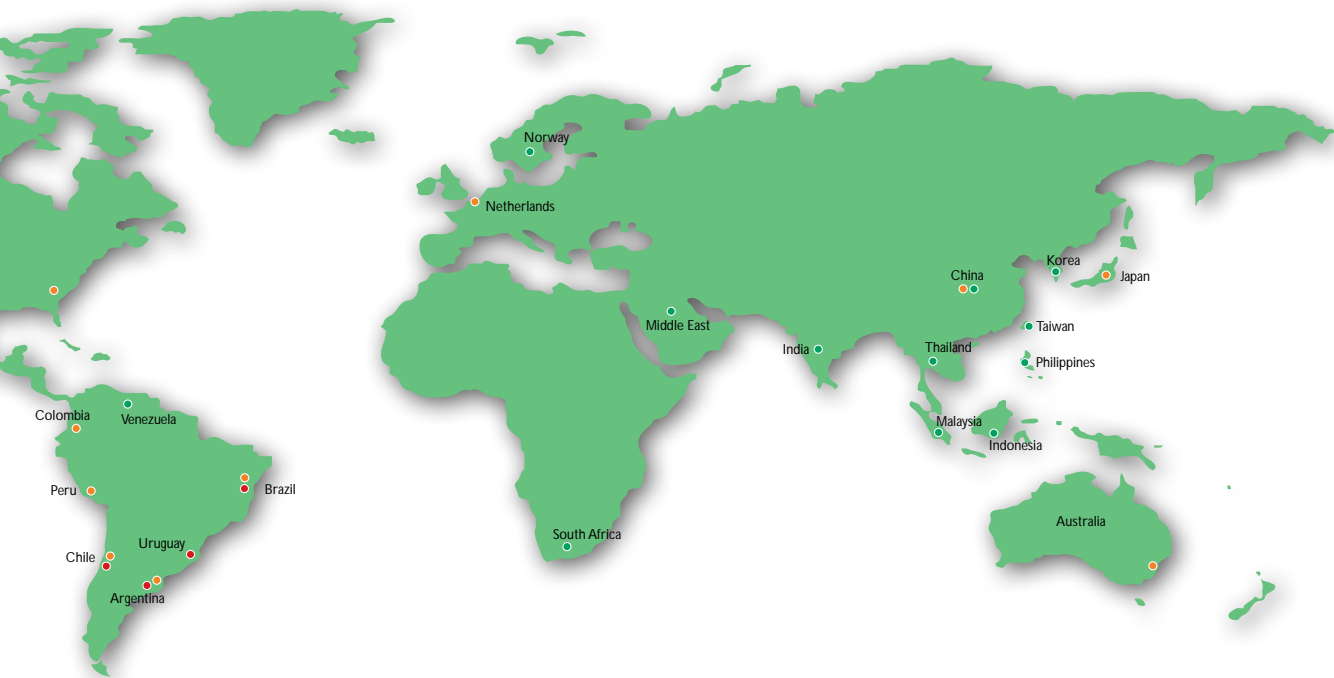 Norway
Netherlands
Korea
China
Japan
Middle East
Taiwan
India
Thailand
Philippines
Colombia
Venezuela
Malaysia
Indonesia
Peru
Brazil
Australia
South Africa
Uruguay
Chile
Argentina